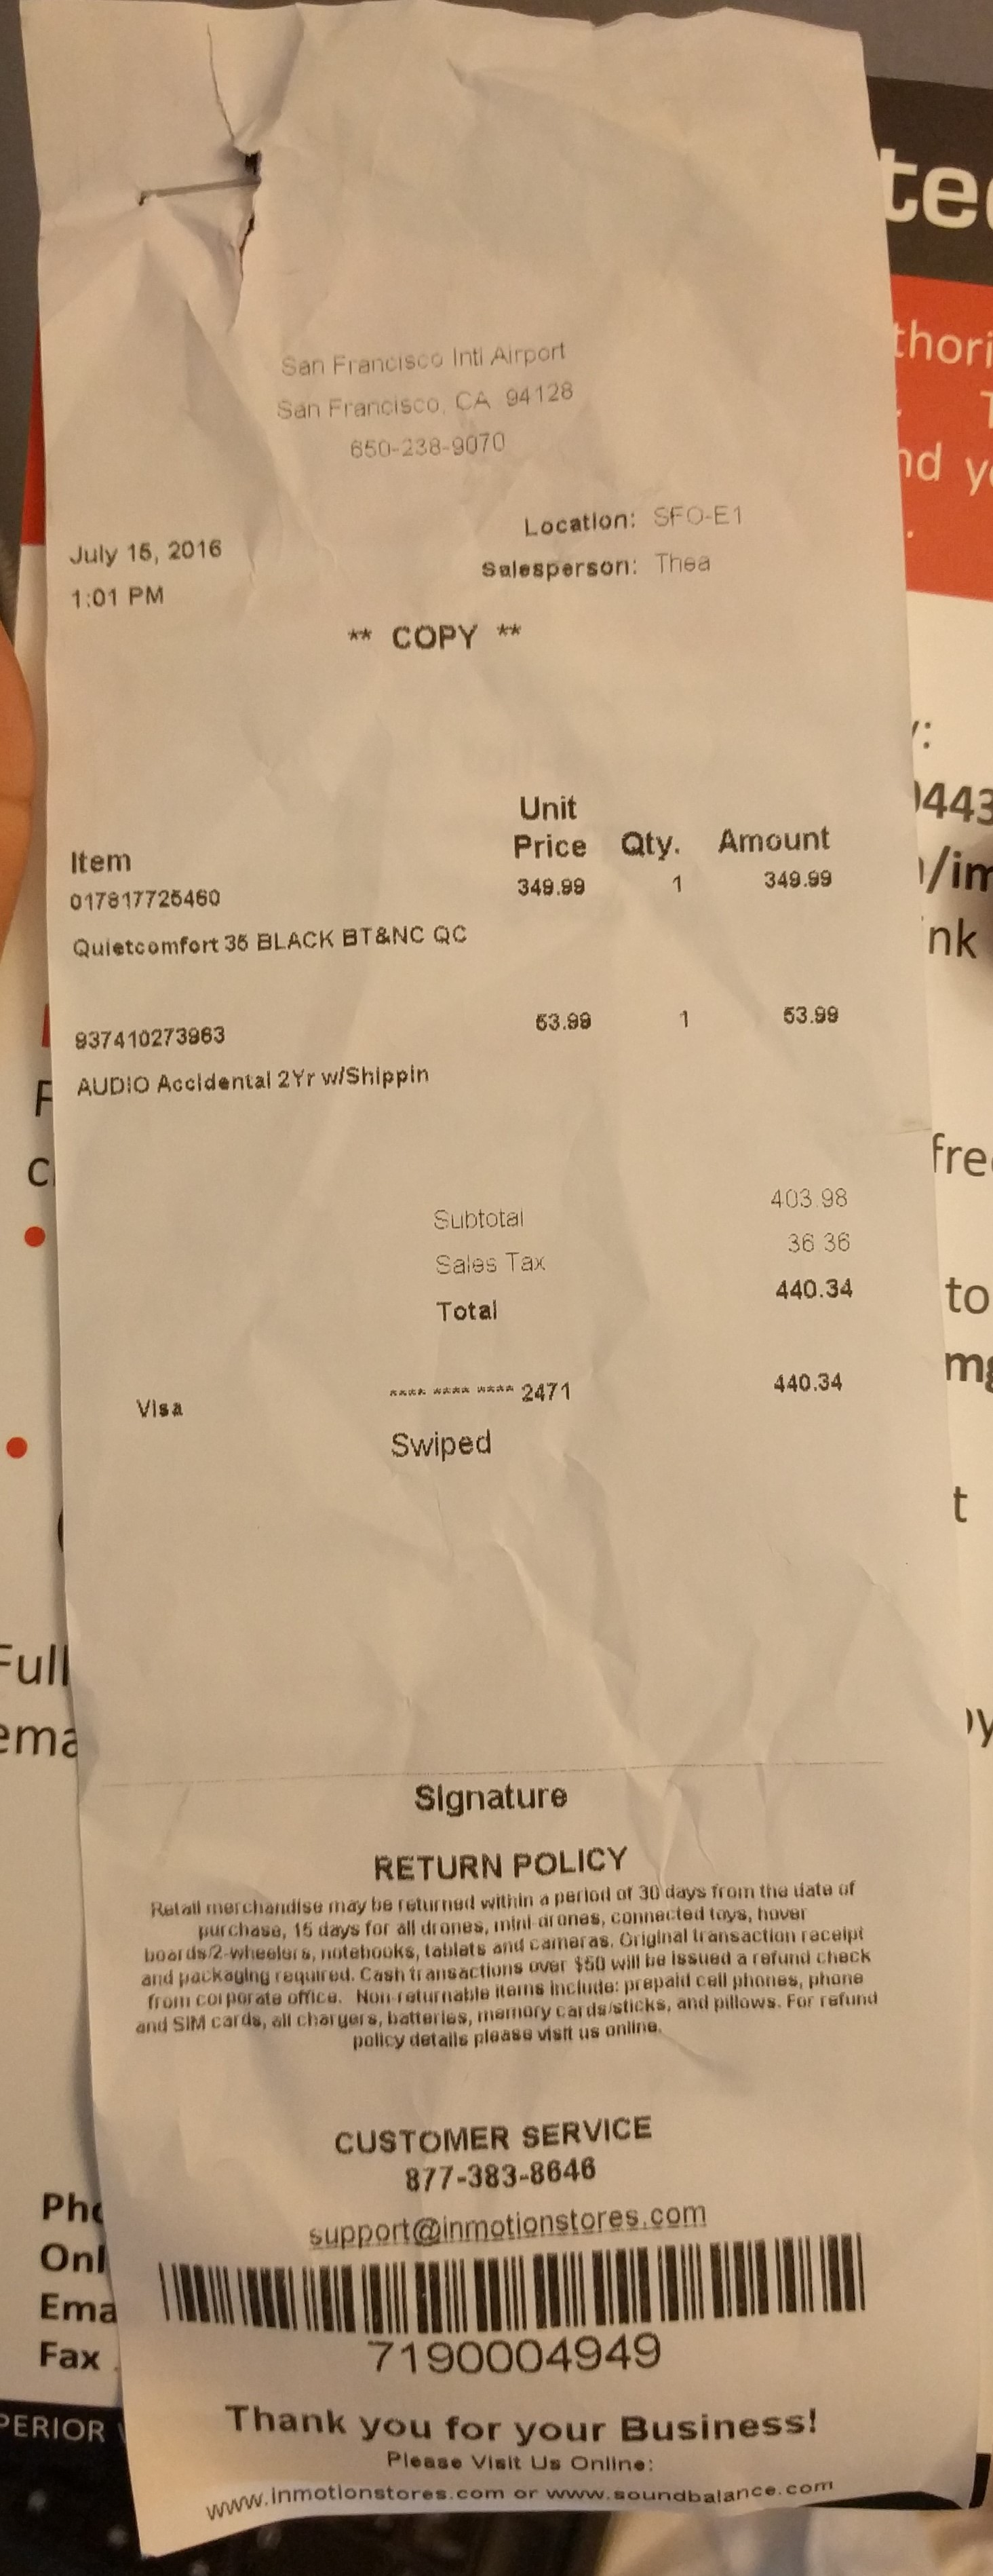 San Francisco Intl Airport
San Francisco, CA 94128
650-238-9070
Location: SFO-E1
July 15, 2016
Salesperson: Thea
1:01 PM
** COPY **
Unit
Item Price Qty. Amount
017817725460 349.99 1 349.99
Quietcomfort 35 BLACK BT&NC QC
937410273963 53.99 1 53.99
AUDIO Accidental 2Yr w/Shippin
Subtotal 403.98
Sales Tax 36.36
Total 440.34
Visa **** **** **** 2471 440.34
Swiped
Signature
RETURN POLICY
Retail merchandise may be returned within a period of 30 days from the date of
purchase, 15 days for all drones, mini-drones, connected toys, hover
boards/2-wheelers, notebooks, tablets and cameras. Original transaction receipt
and packaging required. Cash transactions over $50 will be issued a refund check
from corporate office. Non-returnable items include: prepaid cell phones, phone
and SIM cards, all chargers, batteries, memory cards/sticks, and pillows. For refund
policy details please visit us online.
CUSTOMER SERVICE
877-383-8646
support@inmotionstores.com
7190004949
Thank you for your Business!
Please Visit Us Online:
www.inmotionstores.com or www.soundbalance.com
tec
thori
T
nd yo
y:
0443
/im
ink
free
to
mg
t
by
F
c
Full
ema
Pho
Onl
Ema
Fax
PERIOR